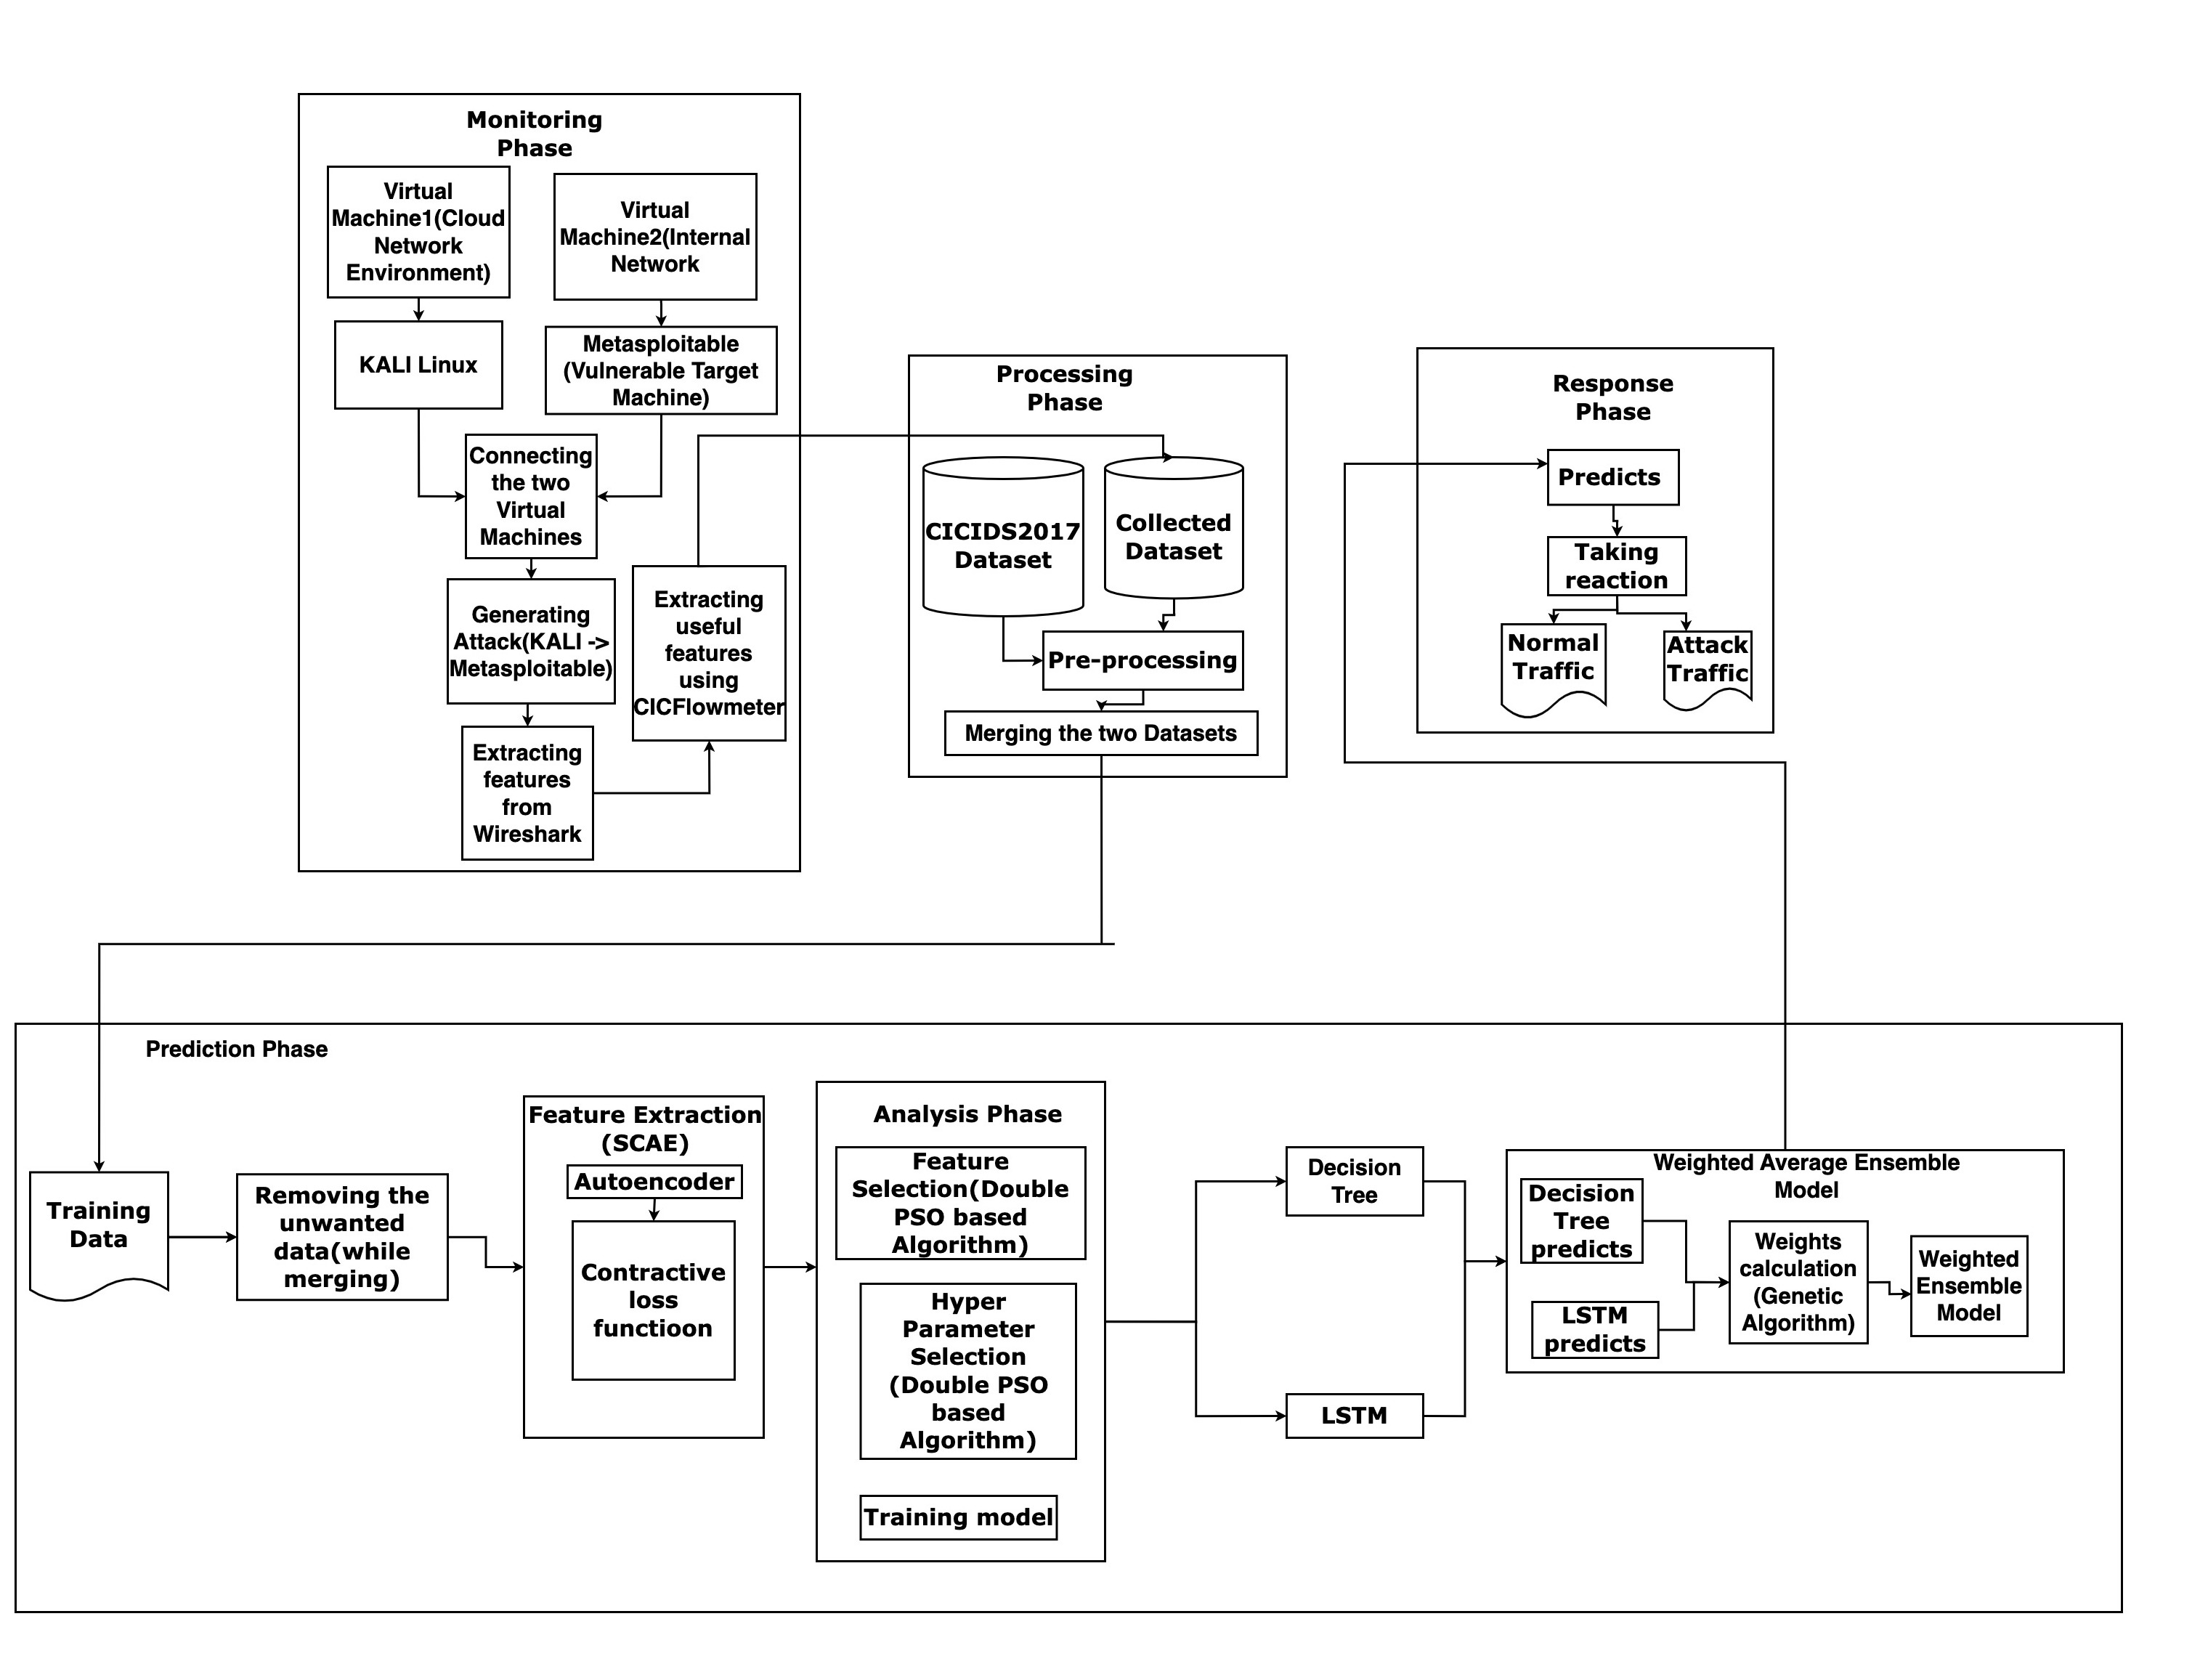 Monitoring
Phase
Virtual
Machine1(Cloud
Network
Environment)
Virtual
Machine2(Internal
Network
KALI Linux
Metasploitable
(Vulnerable Target
Machine)
Connecting
the two
Virtual
Machines
Generating
Attack(KALI ->
Metasploitable)
Extracting
features
from
Wireshark
Extracting
useful
features
using
CICFlowmeter
Processing
Phase
CICIDS2017
Dataset
Collected
Dataset
Pre-processing
Merging the two Datasets
Response
Phase
Predicts
Taking
reaction
Normal
Traffic
Attack
Traffic
Prediction Phase
Training
Data
Removing the
unwanted
data(while
merging)
Feature Extraction
(SCAE)
Autoencoder
Contractive
loss
functioon
Analysis Phase
Feature
Selection(Double
PSO based
Algorithm)
Hyper
Parameter
Selection
(Double PSO
based
Algorithm)
Training model
Decision
Tree
LSTM
Weighted Average Ensemble
Model
Decision
Tree
predicts
LSTM
predicts
Weights
calculation
(Genetic
Algorithm)
Weighted
Ensemble
Model